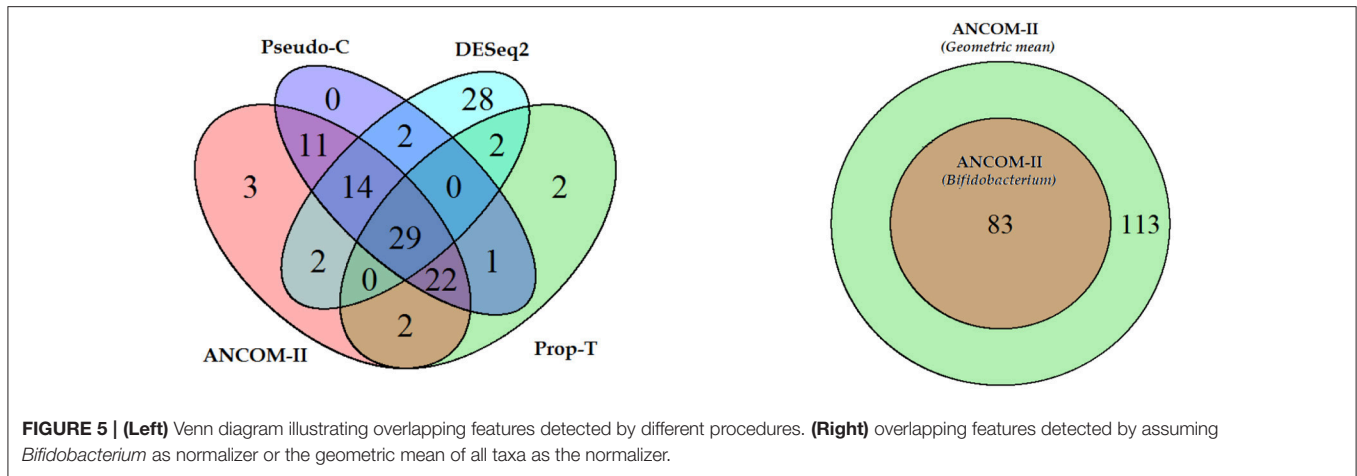 Pseudo-C
DESeq2
0
28
11
2
2
3
14
0
2
29
2
0
22
1
2
ANCOM-II
Prop-T
ANCOM-II
(Geometric mean)
ANCOM-II
(Bifidobacterium)
83
113
FIGURE 5 | (Left) Venn diagram illustrating overlapping features detected by different procedures. (Right) overlapping features detected by assuming
Bifidobacterium as normalizer or the geometric mean of all taxa as the normalizer.